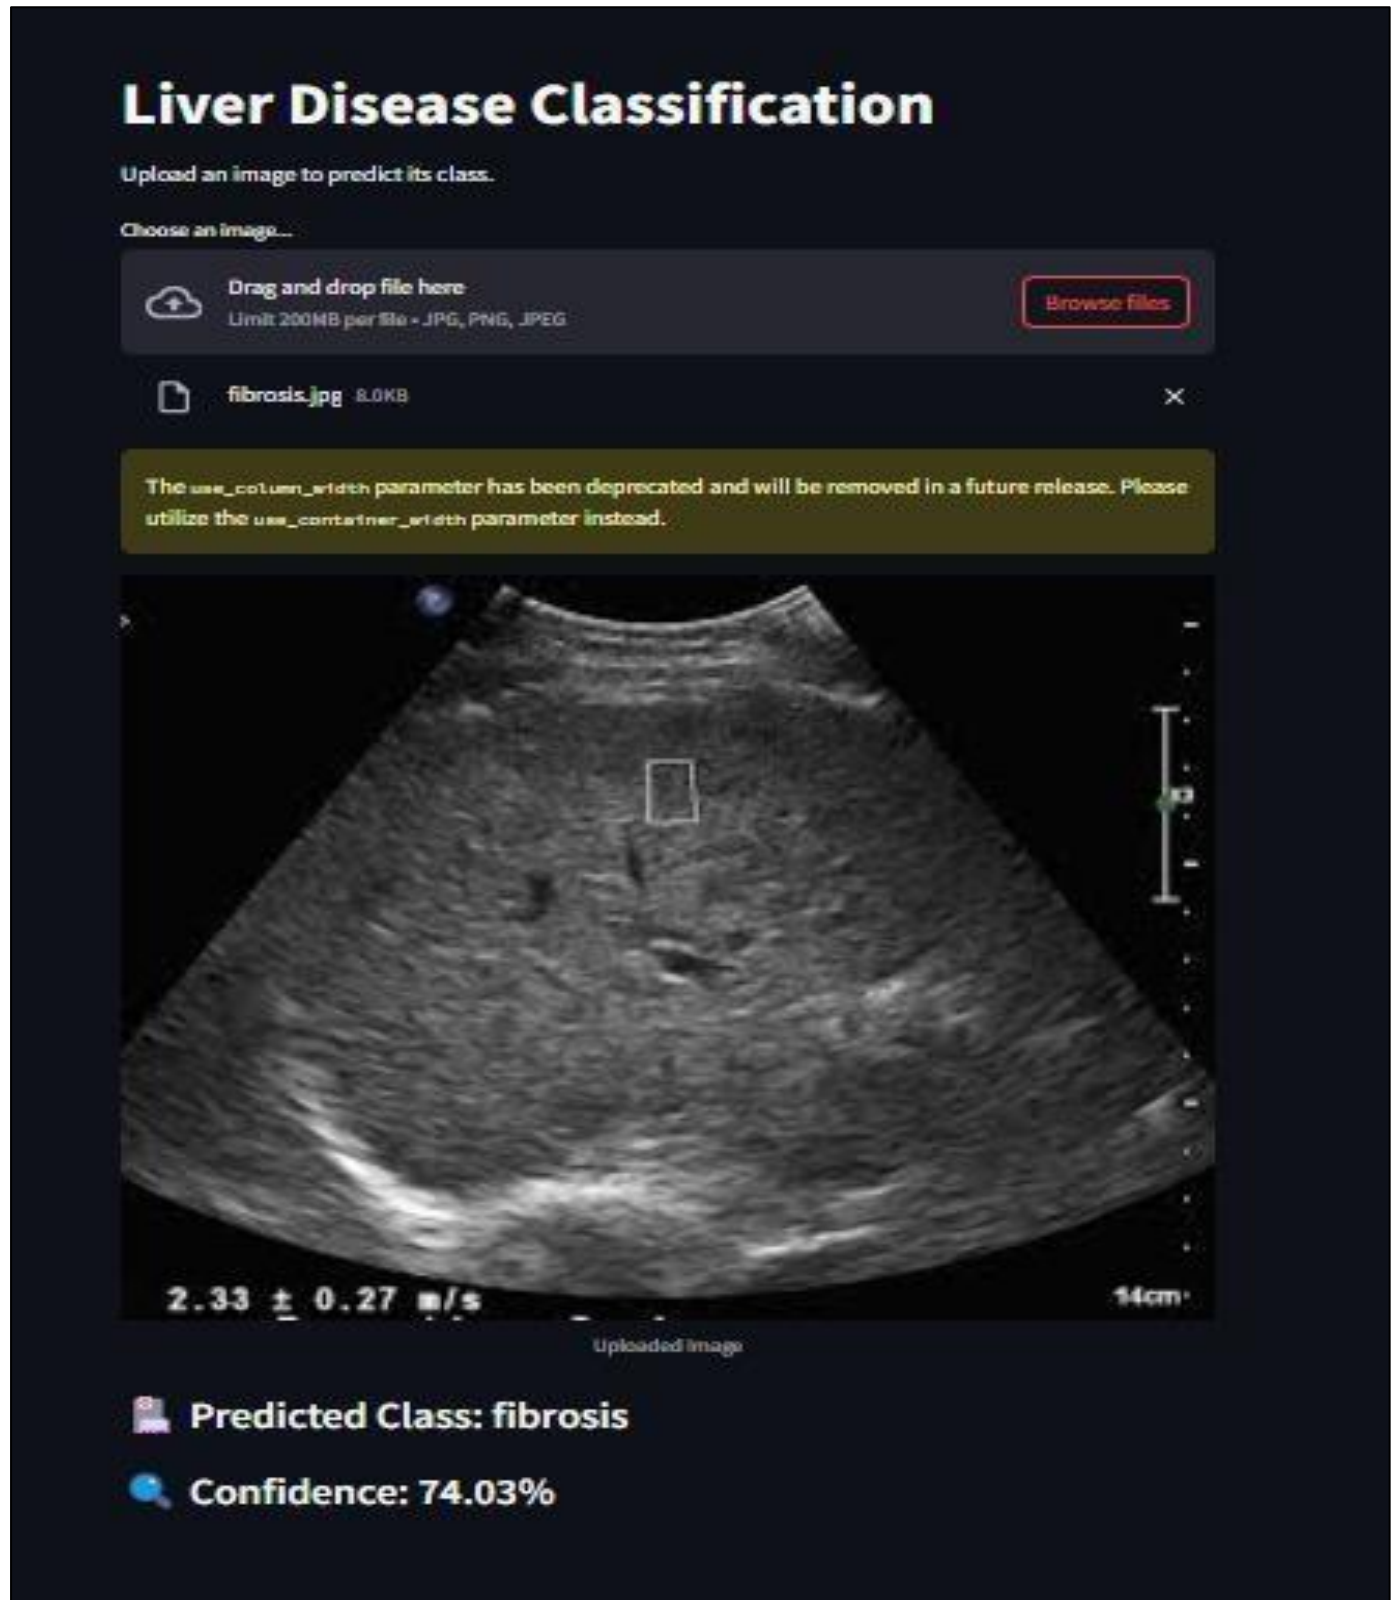 Liver Disease Classification
Upload an image to predict its class.
Choose an image...
Drag and drop file here
Limit 200MB per file • JPG, PNG, JPEG
Browse files
fibrosis.jpg 8.0KB
The use_column_width parameter has been deprecated and will be removed in a future release. Please
utilize the use_container_width parameter instead.
2.33 ± 0.27 m/s
14cm
Uploaded Image
Predicted Class: fibrosis
Confidence: 74.03%